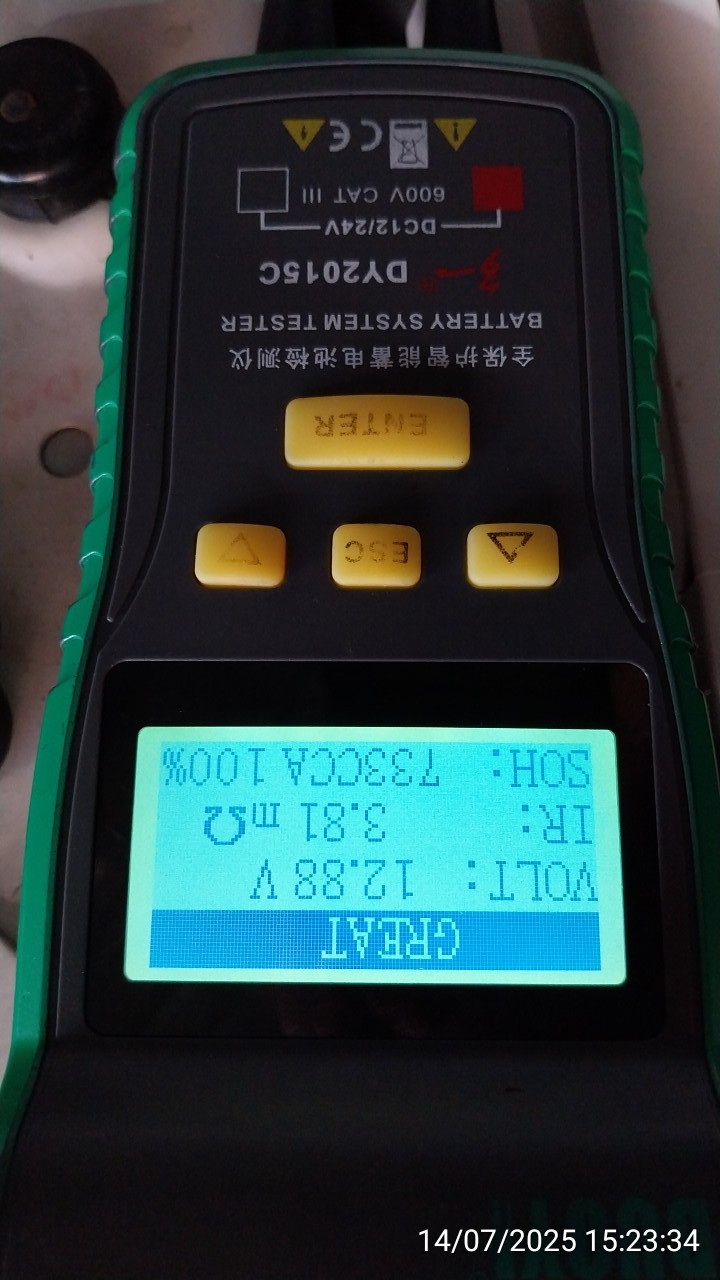 GREAT
VOLT: 12.88 V
IR: 3.81 mΩ
SOH: 733CCA 100%
ESC
ENTER
全保护智能蓄电池检测仪
BATTERY SYSTEM TESTER
DY2015C
DC12/24V
600V CAT III
CE
14/07/2025 15:23:34